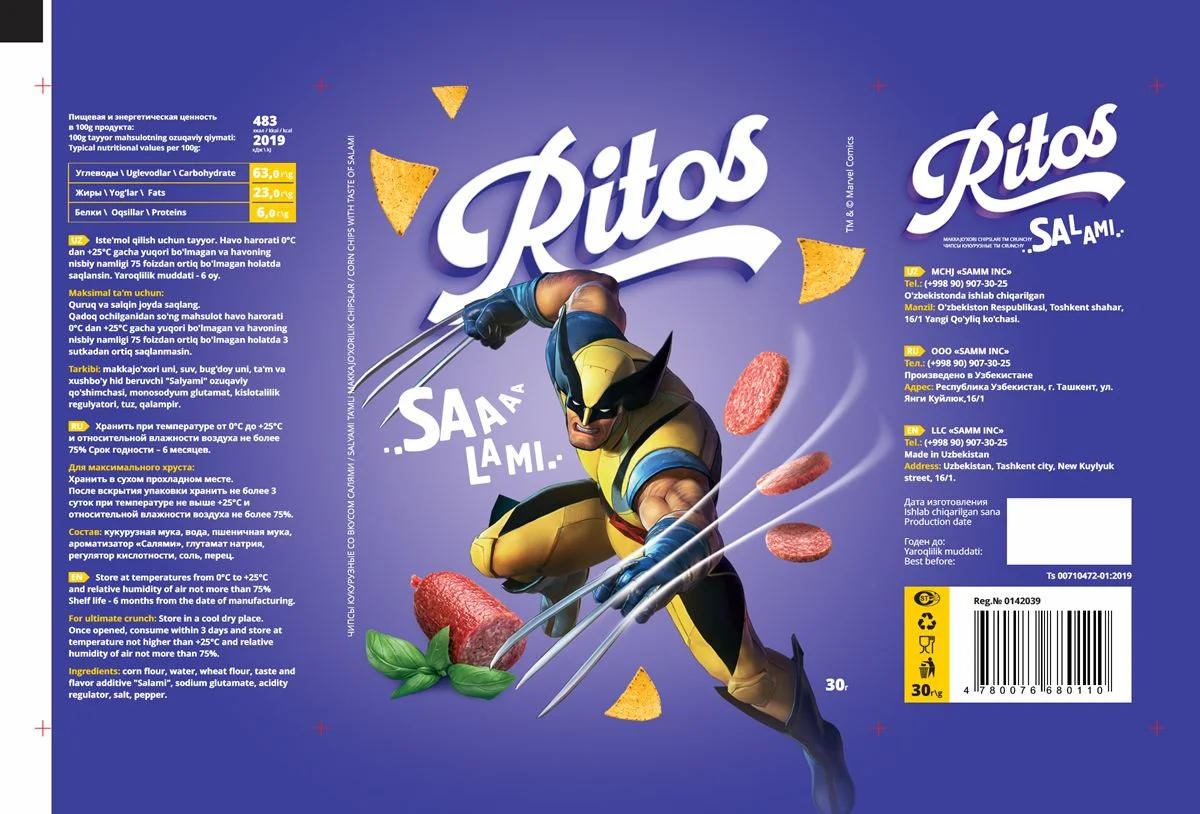 Пищевая и энергетическая ценность
в 100g продукта:
100g tayyor mahsulotning ozuqaviy qiymati:
Typical nutritional values per 100g:
483
ккал / kkal / kcal
2019
кДж \ kJ
Углеводы \ Uglevodlar \ Carbohydrate 63,0 г\g
Жиры \ Yog'lar \ Fats 23,0 г\g
Белки \ Oqsillar \ Proteins 6,0 г\g
UZ Iste'mol qilish uchun tayyor. Havo harorati 0°C
dan +25°C gacha yuqori bo'lmagan va havoning
nisbiy namligi 75 foizdan ortiq bo'lmagan holatda
saqlansin. Yaroqlilik muddati - 6 oy.
Maksimal ta'm uchun:
Quruq va salqin joyda saqlang.
Qadoq ochilganidan so'ng mahsulot havo harorati
0°C dan +25°C gacha yuqori bo'lmagan va havoning
nisbiy namligi 75 foizdan ortiq bo'lmagan holatda 3
sutkadan ortiq saqlanmasin.
Tarkibi: makkajo'xori uni, suv, bug'doy uni, ta'm va
xushbo'y hid beruvchi "Salyami" ozuqaviy
qo'shimchasi, monosodyum glutamat, kislotalilik
regulyatori, tuz, qalampir.
RU Хранить при температуре от 0°С до +25°С
и относительной влажности воздуха не более
75% Срок годности – 6 месяцев.
Для максимального хруста:
Хранить в сухом прохладном месте.
После вскрытия упаковки хранить не более 3
суток при температуре не выше +25°С и
относительной влажности воздуха не более 75%.
Состав: кукурузная мука, вода, пшеничная мука,
ароматизатор «Салями», глутамат натрия,
регулятор кислотности, соль, перец.
EN Store at temperatures from 0°C to +25°C
and relative humidity of air not more than 75%
Shelf life - 6 months from the date of manufacturing.
For ultimate crunch: Store in a cool dry place.
Once opened, consume within 3 days and store at
temperature not higher than +25°C and relative
humidity of air not more than 75%.
Ingredients: corn flour, water, wheat flour, taste and
flavor additive "Salami", sodium glutamate, acidity
regulator, salt, pepper.
ЧИПСЫ КУКУРУЗНЫЕ СО ВКУСОМ САЛЯМИ / SALYAMI TA'MLI MAKKAJO'XORILIK CHIPSLAR / CORN CHIPS WITH TASTE OF SALAMI
Ritos
TM & © Marvel Comics
..SAAAA
LAMI..
30г
Ritos
MAKKAJO'XORI CHIPSLARI TM CRUNCHY
ЧИПСЫ КУКУРУЗНЫЕ TM CRUNCHY
..SALAMI..
UZ MCHJ «SAMM INC»
Tel.: (+998 90) 907-30-25
O'zbekistonda ishlab chiqarilgan
Manzil: O'zbekiston Respublikasi, Toshkent shahar,
16/1 Yangi Qo'yliq ko'chasi.
RU ООО «SAMM INC»
Тел.: (+998 90) 907-30-25
Произведено в Узбекистане
Адрес: Республика Узбекистан, г. Ташкент, ул.
Янги Куйлюк,16/1
EN LLC «SAMM INC»
Tel.: (+998 90) 907-30-25
Made in Uzbekistan
Address: Uzbekistan, Tashkent city, New Kuylyuk
street, 16/1.
Дата изготовления
Ishlab chiqarilgan sana
Production date
Годен до:
Yaroqlilik muddati:
Best before:
Ts 00710472-01:2019
Reg.№ 0142039
30г\g
4 780076 680110